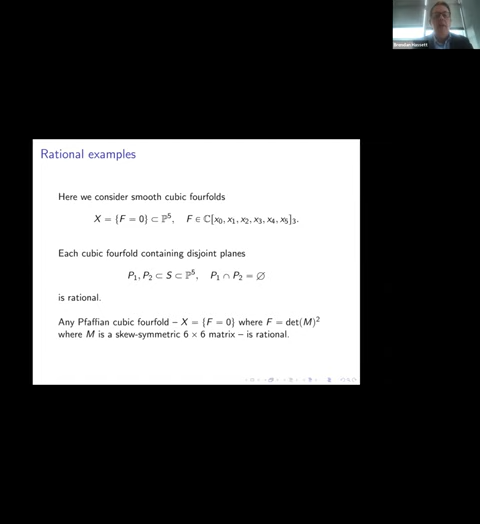 Brendan Hassett
Rational examples
Here we consider smooth cubic fourfolds
X = {F = 0} ⊂ ℙ⁵, F ∈ ℂ[x₀, x₁, x₂, x₃, x₄, x₅]₃.
Each cubic fourfold containing disjoint planes
P₁, P₂ ⊂ S ⊂ ℙ⁵, P₁ ∩ P₂ = ∅
is rational.
Any Pfaffian cubic fourfold – X = {F = 0} where F = det(M)²
where M is a skew-symmetric 6 × 6 matrix – is rational.